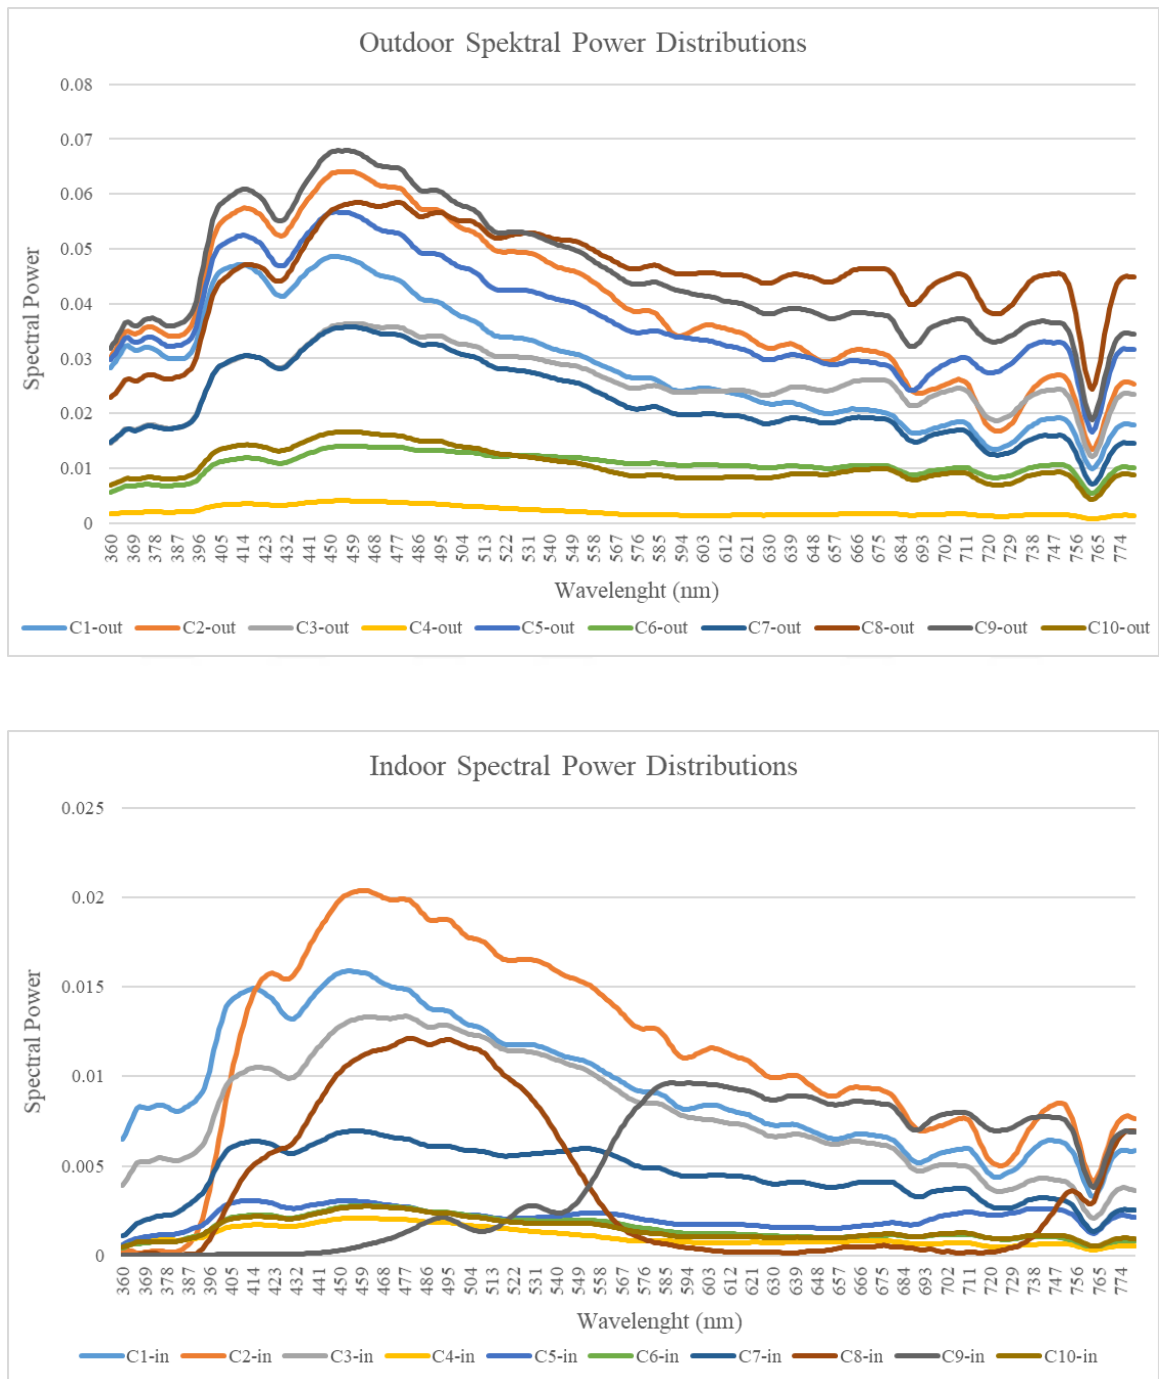 Outdoor Spektral Power Distributions
0.08
0.07
0.06
0.05
0.04
0.03
0.02
0.01
0
Spectral Power
360 369 378 387 396 405 414 423 432 441 450 459 468 477 486 495 504 513 522 531 540 549 558 567 576 585 594 603 612 621 630 639 648 657 666 675 684 693 702 711 720 729 738 747 756 765 774
Wavelenght (nm)
C1-out C2-out C3-out C4-out C5-out C6-out C7-out C8-out C9-out C10-out
Indoor Spectral Power Distributions
0.025
0.02
0.015
0.01
0.005
0
Spectral Power
360 369 378 387 396 405 414 423 432 441 450 459 468 477 486 495 504 513 522 531 540 549 558 567 576 585 594 603 612 621 630 639 648 657 666 675 684 693 702 711 720 729 738 747 756 765 774
Wavelenght (nm)
C1-in C2-in C3-in C4-in C5-in C6-in C7-in C8-in C9-in C10-in